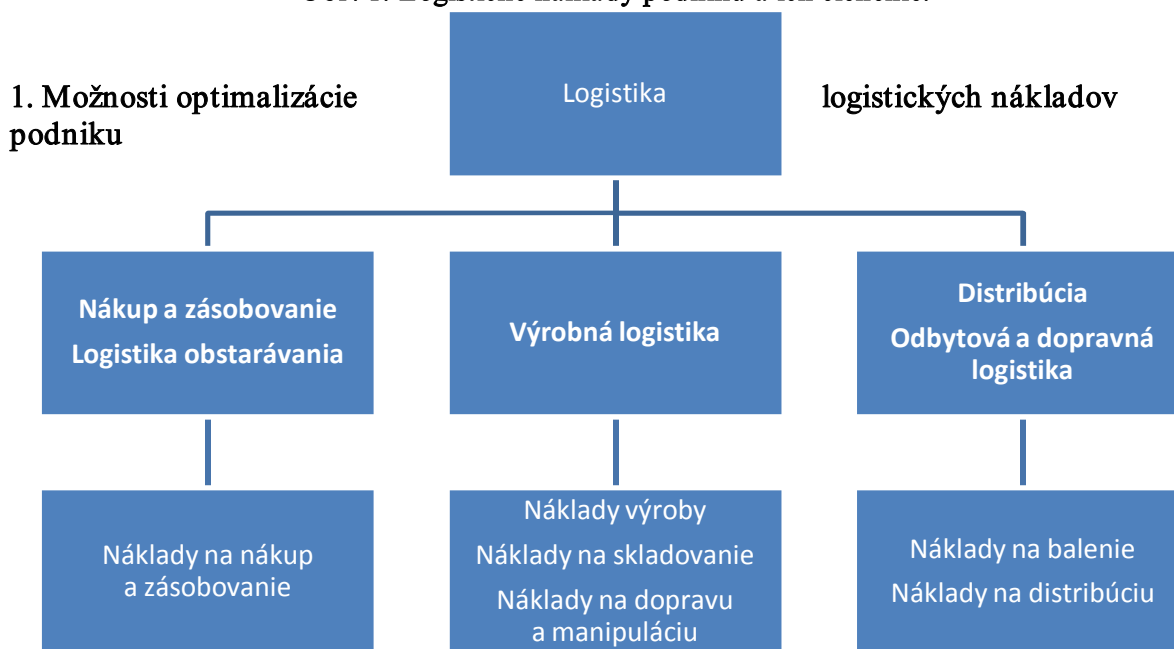 1. Možnosti optimalizácie
logistických nákladov
podniku
Logistika
Nákup a zásobovanie
Logistika obstarávania
Výrobná logistika
Distribúcia
Odbytová a dopravná
logistika
Náklady na nákup
a zásobovanie
Náklady výroby
Náklady na skladovanie
Náklady na dopravu
a manipuláciu
Náklady na balenie
Náklady na distribúciu